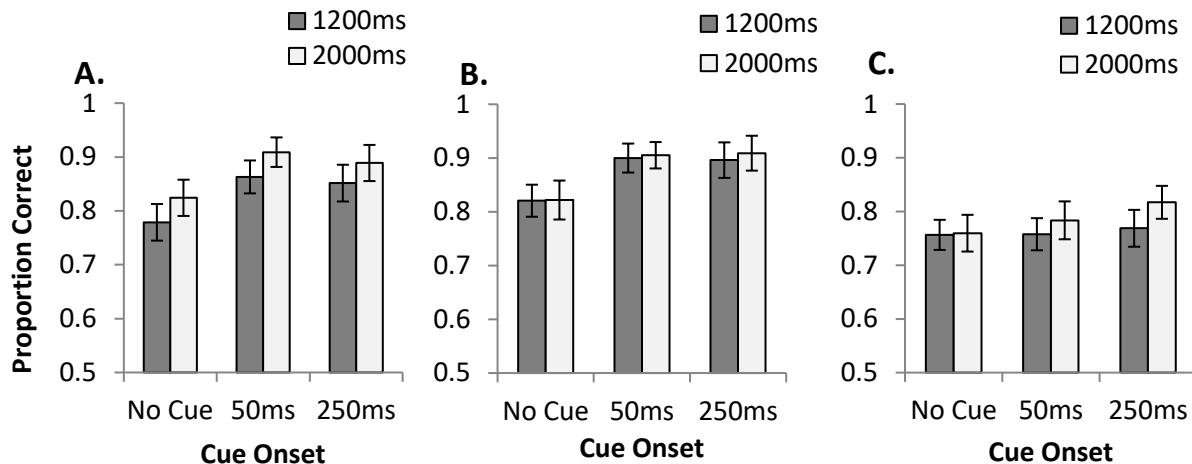 A.
1200ms
2000ms
Proportion Correct
1
0.9
0.8
0.7
0.6
0.5
No Cue 50ms 250ms
Cue Onset
B.
1200ms
2000ms
1
0.9
0.8
0.7
0.6
0.5
No Cue 50ms 250ms
Cue Onset
C.
1200ms
2000ms
1
0.9
0.8
0.7
0.6
0.5
No Cue 50ms 250ms
Cue Onset